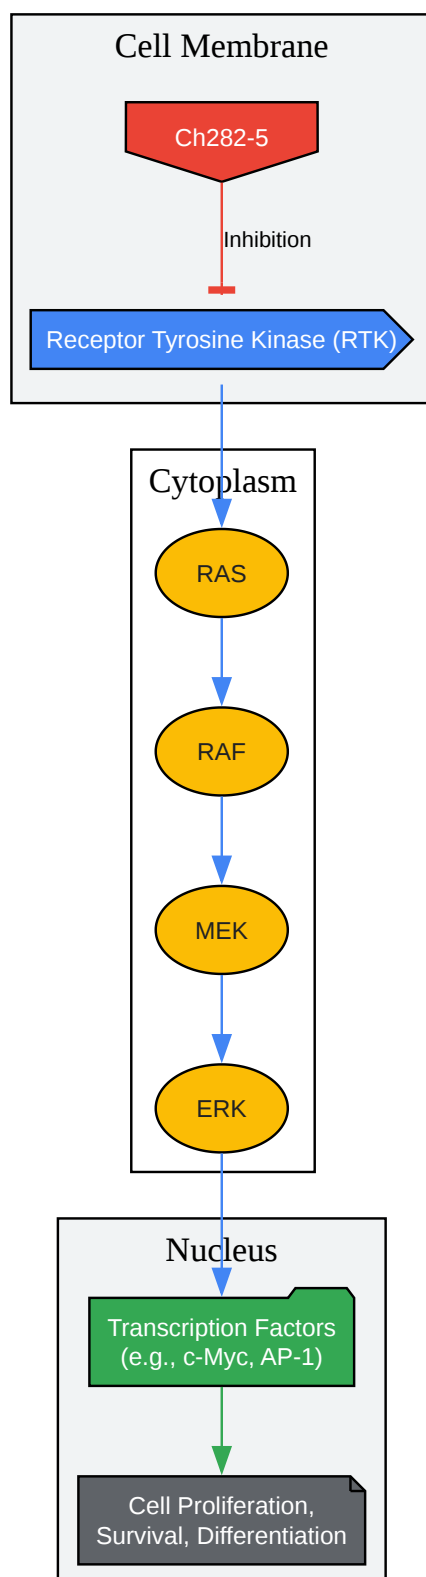 Cell Membrane
Ch282-5
Inhibition
Receptor Tyrosine Kinase (RTK)
Cytoplasm
RAS
RAF
MEK
ERK
Nucleus
Transcription Factors
(e.g., c-Myc, AP-1)
Cell Proliferation,
Survival, Differentiation